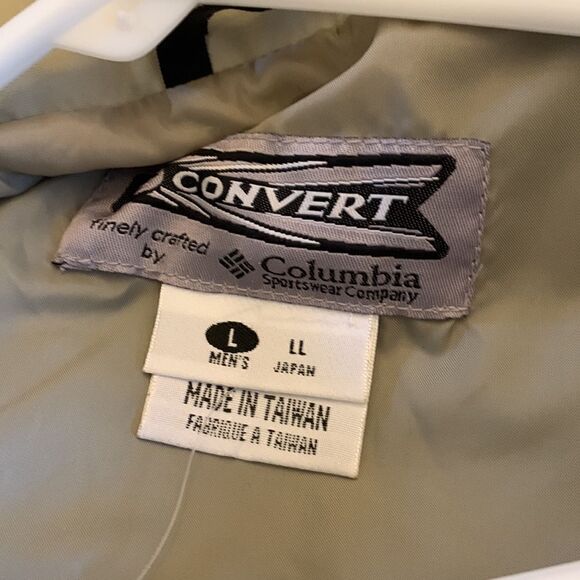 CONVERT
finely crafted
by Columbia
Sportswear Company
L LL
MEN'S JAPAN
MADE IN TAIWAN
FABRIQUE A TAIWAN